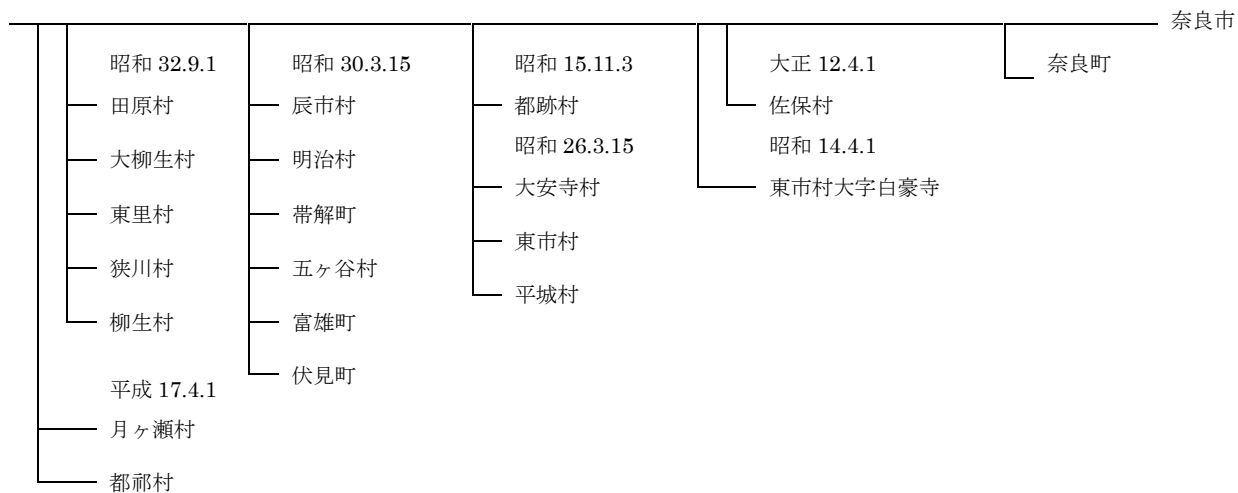 奈良市
昭和 32.9.1
田原村
大柳生村
東里村
狭川村
柳生村
平成 17.4.1
月ヶ瀬村
都祁村
昭和 30.3.15
辰市村
明治村
帯解町
五ヶ谷村
富雄町
伏見町
昭和 15.11.3
都跡村
昭和 26.3.15
大安寺村
東市村
平城村
大正 12.4.1
佐保村
昭和 14.4.1
東市村大字白豪寺
奈良町